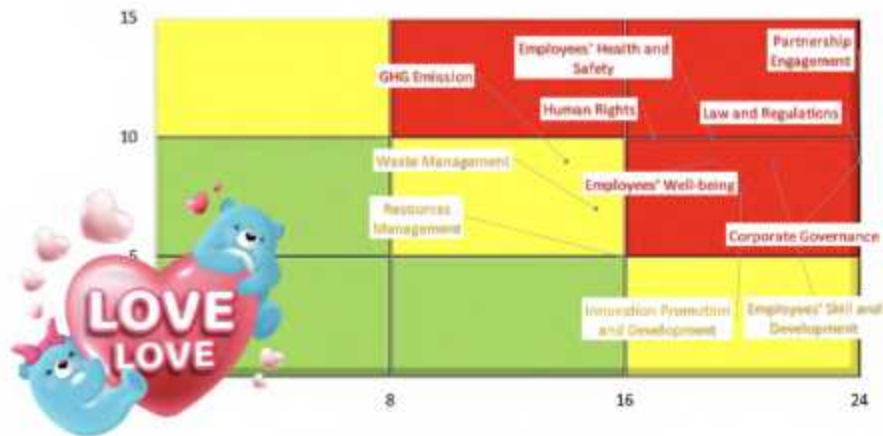 15
Employees' Health and
Safety
Partnership
Engagement
GHG Emission
Human Rights
Law and Regulations
10
Waste Management
Employees' Well-being
Resources
Management
Corporate Governance
5
LOVE
LOVE
Innovation Promotion
and Development
Employees' Skill and
Development
8
16
24